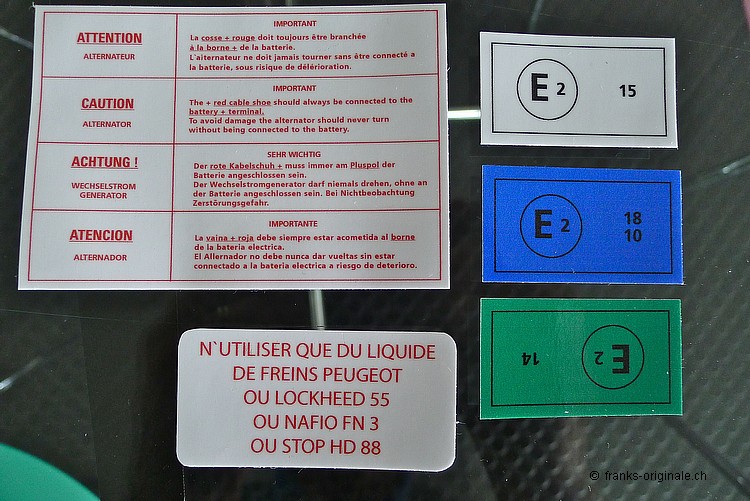 ATTENTION
ALTERNATEUR
IMPORTANT
La cosse + rouge doit toujours être branchée
à la borne + de la batterie.
L'alternateur ne doit jamais tourner sans être connecté a
la batterie, sous risque de délérioration.
CAUTION
ALTERNATOR
IMPORTANT
The + red cable shoe should always be connected to the
battery + terminal.
To avoid damage the alternator should never turn
without being connected to the battery.
ACHTUNG !
WECHSELSTROM
GENERATOR
SEHR WICHTIG
Der rote Kabelschuh + muss immer am Pluspol der
Batterie angeschlossen sein.
Der Wechselstromgenerator darf niemals drehen, ohne an
der Batterie angeschlossen sein. Bei Nichtbeobachtung
Zerstörungsgefahr.
ATENCION
ALTERNADOR
IMPORTANTE
La vaina + roja debe siempre estar acometida al borne
de la bateria electrica.
El Allernador no debe nunca dar vueltas sin estar
connectado a la bateria electrica a riesgo de deterioro.
E 2 15
E 2 18
10
E 2 14
N`UTILISER QUE DU LIQUIDE
DE FREINS PEUGEOT
OU LOCKHEED 55
OU NAFIO FN 3
OU STOP HD 88
© franks-originale.ch